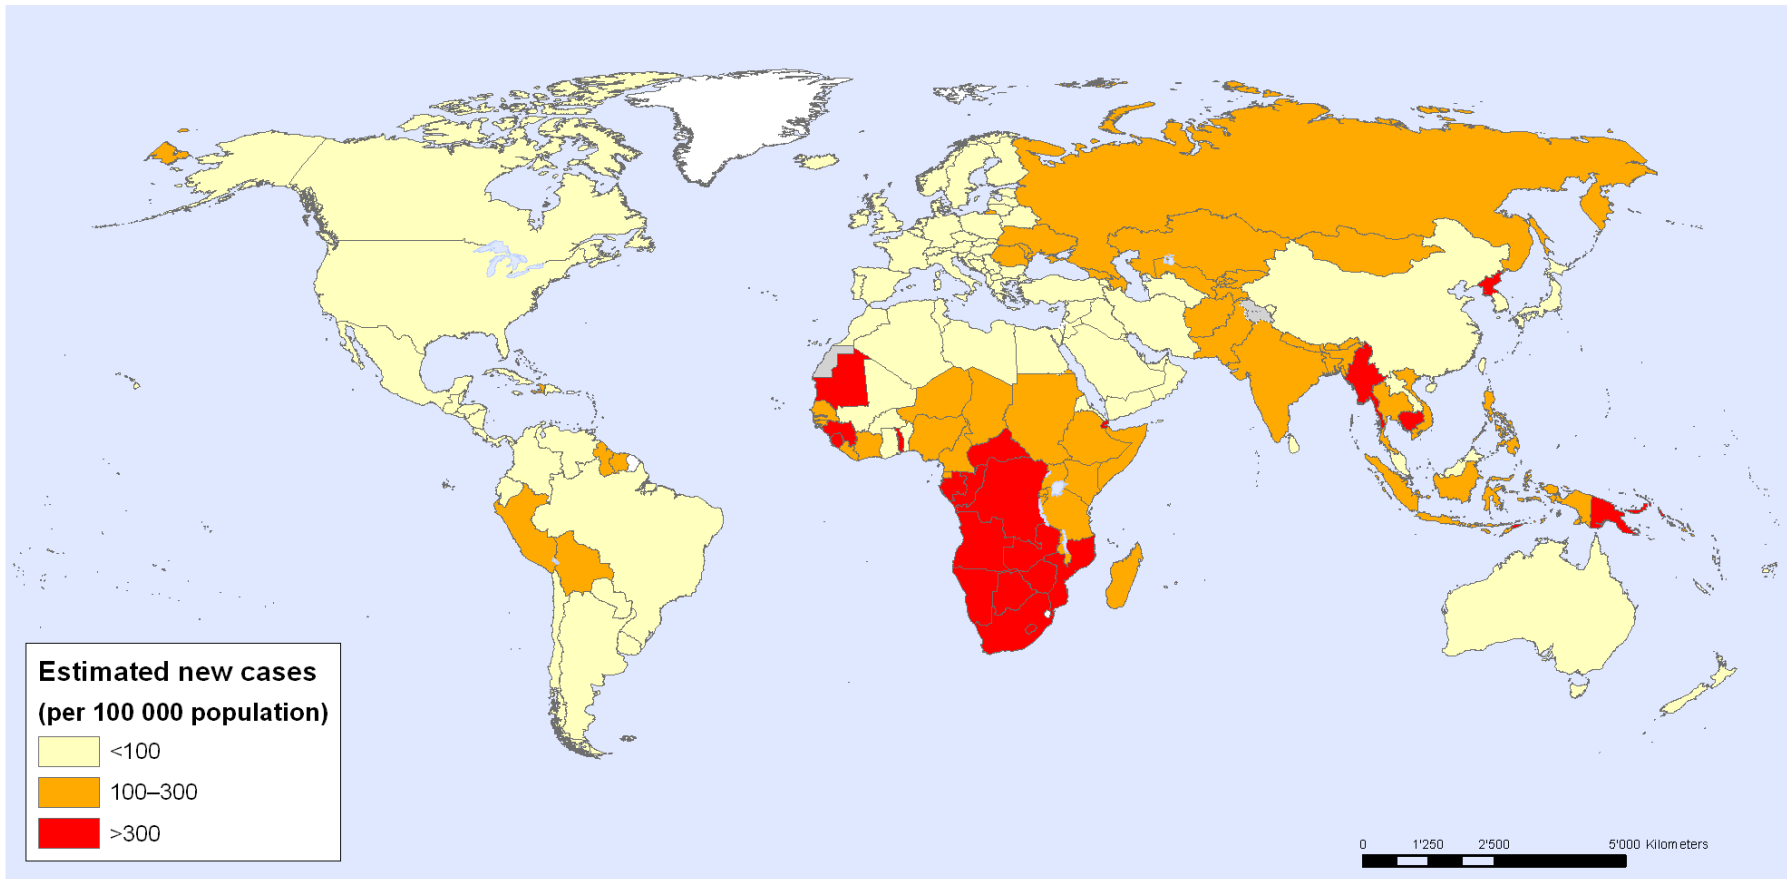 Estimated new cases
(per 100 000 population)
<100
100–300
>300
0 1'250 2'500 5'000 Kilometers